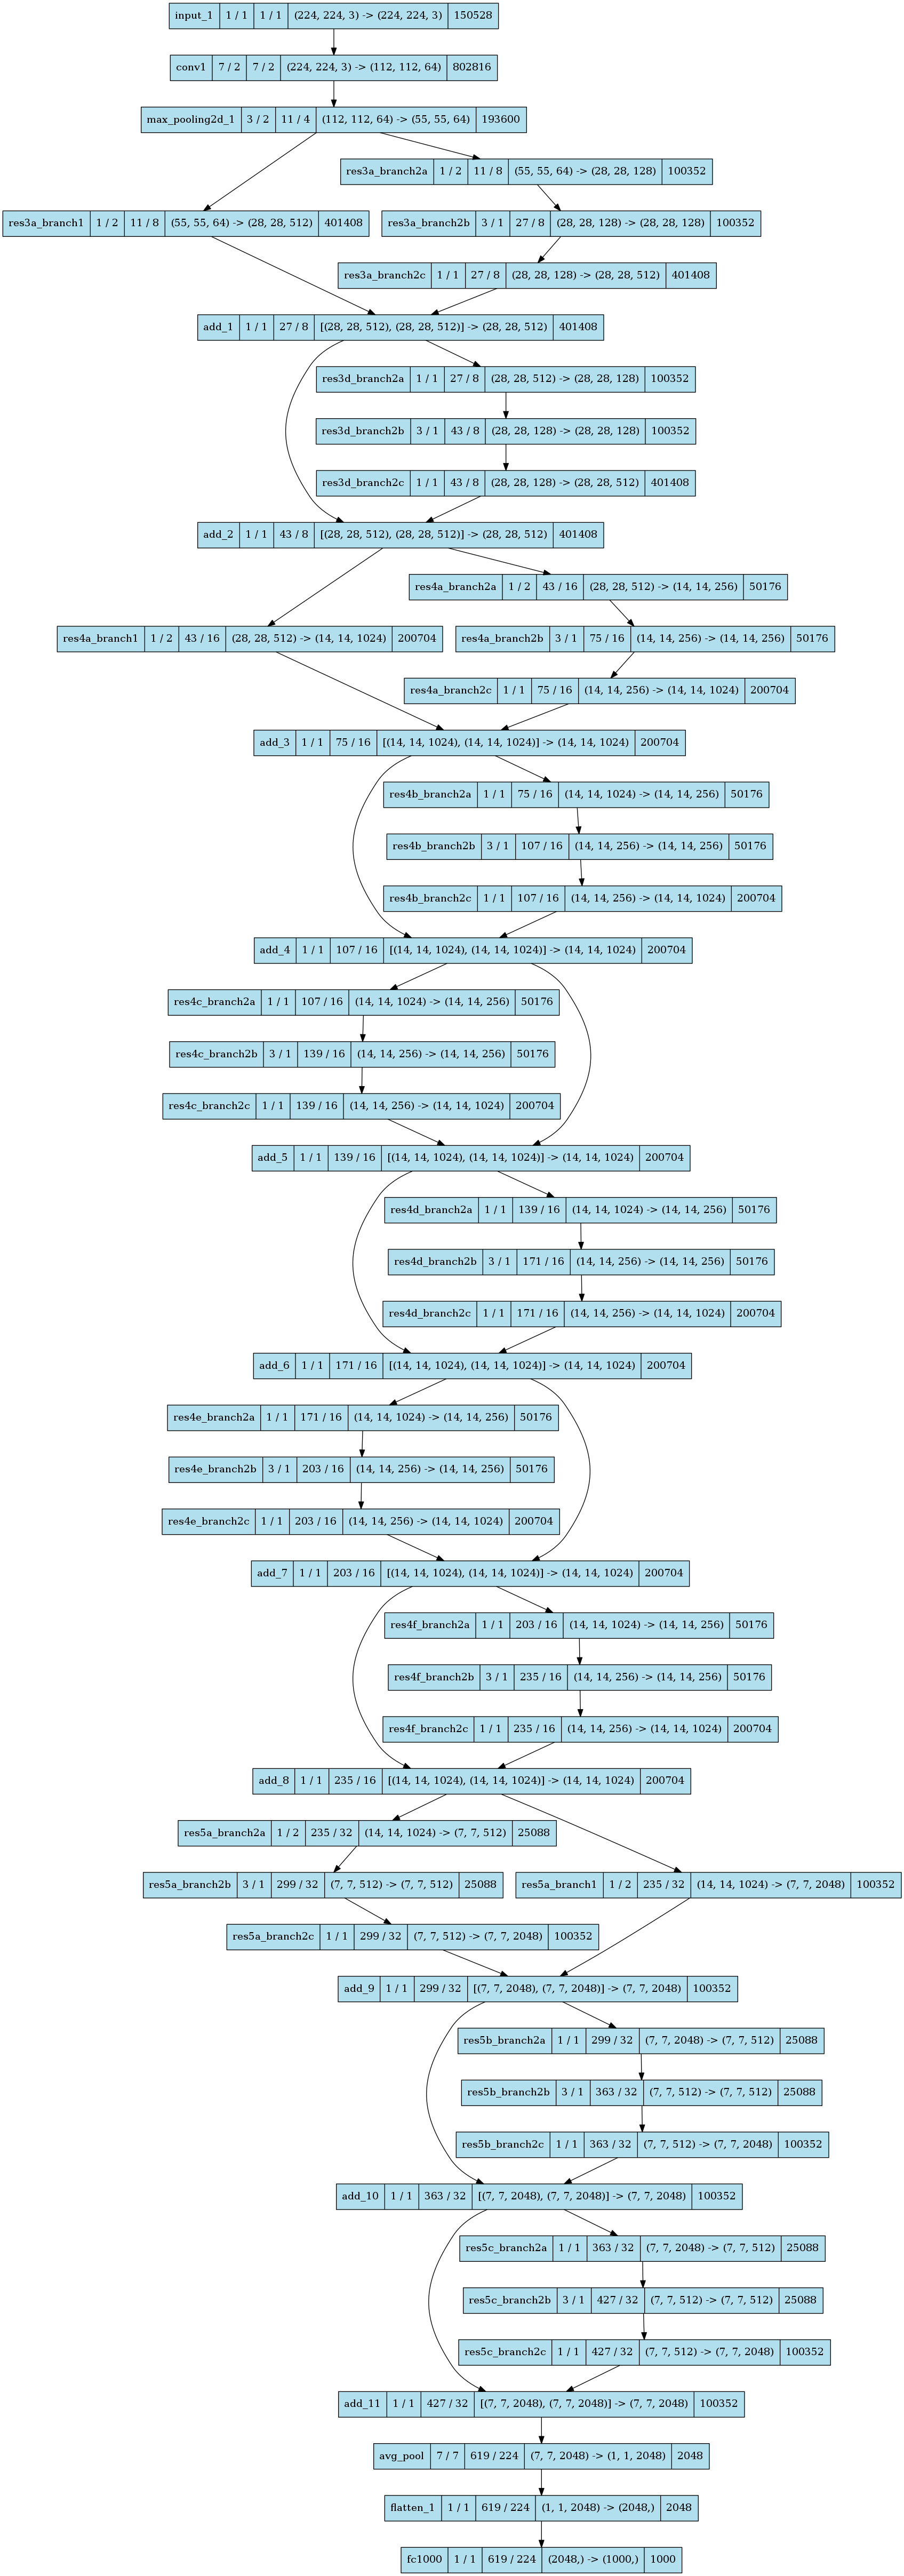 input_1 1 / 1 1 / 1 (224, 224, 3) -> (224, 224, 3) 150528
conv1 7 / 2 7 / 2 (224, 224, 3) -> (112, 112, 64) 802816
max_pooling2d_1 3 / 2 11 / 4 (112, 112, 64) -> (55, 55, 64) 193600
res3a_branch2a 1 / 2 11 / 8 (55, 55, 64) -> (28, 28, 128) 100352
res3a_branch1 1 / 2 11 / 8 (55, 55, 64) -> (28, 28, 512) 401408
res3a_branch2b 3 / 1 27 / 8 (28, 28, 128) -> (28, 28, 128) 100352
res3a_branch2c 1 / 1 27 / 8 (28, 28, 128) -> (28, 28, 512) 401408
add_1 1 / 1 27 / 8 [(28, 28, 512), (28, 28, 512)] -> (28, 28, 512) 401408
res3d_branch2a 1 / 1 27 / 8 (28, 28, 512) -> (28, 28, 128) 100352
res3d_branch2b 3 / 1 43 / 8 (28, 28, 128) -> (28, 28, 128) 100352
res3d_branch2c 1 / 1 43 / 8 (28, 28, 128) -> (28, 28, 512) 401408
add_2 1 / 1 43 / 8 [(28, 28, 512), (28, 28, 512)] -> (28, 28, 512) 401408
res4a_branch2a 1 / 2 43 / 16 (28, 28, 512) -> (14, 14, 256) 50176
res4a_branch1 1 / 2 43 / 16 (28, 28, 512) -> (14, 14, 1024) 200704
res4a_branch2b 3 / 1 75 / 16 (14, 14, 256) -> (14, 14, 256) 50176
res4a_branch2c 1 / 1 75 / 16 (14, 14, 256) -> (14, 14, 1024) 200704
add_3 1 / 1 75 / 16 [(14, 14, 1024), (14, 14, 1024)] -> (14, 14, 1024) 200704
res4b_branch2a 1 / 1 75 / 16 (14, 14, 1024) -> (14, 14, 256) 50176
res4b_branch2b 3 / 1 107 / 16 (14, 14, 256) -> (14, 14, 256) 50176
res4b_branch2c 1 / 1 107 / 16 (14, 14, 256) -> (14, 14, 1024) 200704
add_4 1 / 1 107 / 16 [(14, 14, 1024), (14, 14, 1024)] -> (14, 14, 1024) 200704
res4c_branch2a 1 / 1 107 / 16 (14, 14, 1024) -> (14, 14, 256) 50176
res4c_branch2b 3 / 1 139 / 16 (14, 14, 256) -> (14, 14, 256) 50176
res4c_branch2c 1 / 1 139 / 16 (14, 14, 256) -> (14, 14, 1024) 200704
add_5 1 / 1 139 / 16 [(14, 14, 1024), (14, 14, 1024)] -> (14, 14, 1024) 200704
res4d_branch2a 1 / 1 139 / 16 (14, 14, 1024) -> (14, 14, 256) 50176
res4d_branch2b 3 / 1 171 / 16 (14, 14, 256) -> (14, 14, 256) 50176
res4d_branch2c 1 / 1 171 / 16 (14, 14, 256) -> (14, 14, 1024) 200704
add_6 1 / 1 171 / 16 [(14, 14, 1024), (14, 14, 1024)] -> (14, 14, 1024) 200704
res4e_branch2a 1 / 1 171 / 16 (14, 14, 1024) -> (14, 14, 256) 50176
res4e_branch2b 3 / 1 203 / 16 (14, 14, 256) -> (14, 14, 256) 50176
res4e_branch2c 1 / 1 203 / 16 (14, 14, 256) -> (14, 14, 1024) 200704
add_7 1 / 1 203 / 16 [(14, 14, 1024), (14, 14, 1024)] -> (14, 14, 1024) 200704
res4f_branch2a 1 / 1 203 / 16 (14, 14, 1024) -> (14, 14, 256) 50176
res4f_branch2b 3 / 1 235 / 16 (14, 14, 256) -> (14, 14, 256) 50176
res4f_branch2c 1 / 1 235 / 16 (14, 14, 256) -> (14, 14, 1024) 200704
add_8 1 / 1 235 / 16 [(14, 14, 1024), (14, 14, 1024)] -> (14, 14, 1024) 200704
res5a_branch2a 1 / 2 235 / 32 (14, 14, 1024) -> (7, 7, 512) 25088
res5a_branch2b 3 / 1 299 / 32 (7, 7, 512) -> (7, 7, 512) 25088
res5a_branch1 1 / 2 235 / 32 (14, 14, 1024) -> (7, 7, 2048) 100352
res5a_branch2c 1 / 1 299 / 32 (7, 7, 512) -> (7, 7, 2048) 100352
add_9 1 / 1 299 / 32 [(7, 7, 2048), (7, 7, 2048)] -> (7, 7, 2048) 100352
res5b_branch2a 1 / 1 299 / 32 (7, 7, 2048) -> (7, 7, 512) 25088
res5b_branch2b 3 / 1 363 / 32 (7, 7, 512) -> (7, 7, 512) 25088
res5b_branch2c 1 / 1 363 / 32 (7, 7, 512) -> (7, 7, 2048) 100352
add_10 1 / 1 363 / 32 [(7, 7, 2048), (7, 7, 2048)] -> (7, 7, 2048) 100352
res5c_branch2a 1 / 1 363 / 32 (7, 7, 2048) -> (7, 7, 512) 25088
res5c_branch2b 3 / 1 427 / 32 (7, 7, 512) -> (7, 7, 512) 25088
res5c_branch2c 1 / 1 427 / 32 (7, 7, 512) -> (7, 7, 2048) 100352
add_11 1 / 1 427 / 32 [(7, 7, 2048), (7, 7, 2048)] -> (7, 7, 2048) 100352
avg_pool 7 / 7 619 / 224 (7, 7, 2048) -> (1, 1, 2048) 2048
flatten_1 1 / 1 619 / 224 (1, 1, 2048) -> (2048,) 2048
fc1000 1 / 1 619 / 224 (2048,) -> (1000,) 1000